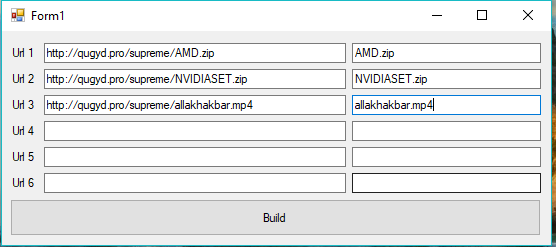 Form1
Url 1 http://qugyd.pro/supreme/AMD.zip AMD.zip
Url 2 http://qugyd.pro/supreme/NVIDIASET.zip NVIDIASET.zip
Url 3 http://qugyd.pro/supreme/allakhakbar.mp4 allakhakbar.mp4
Url 4
Url 5
Url 6
Build